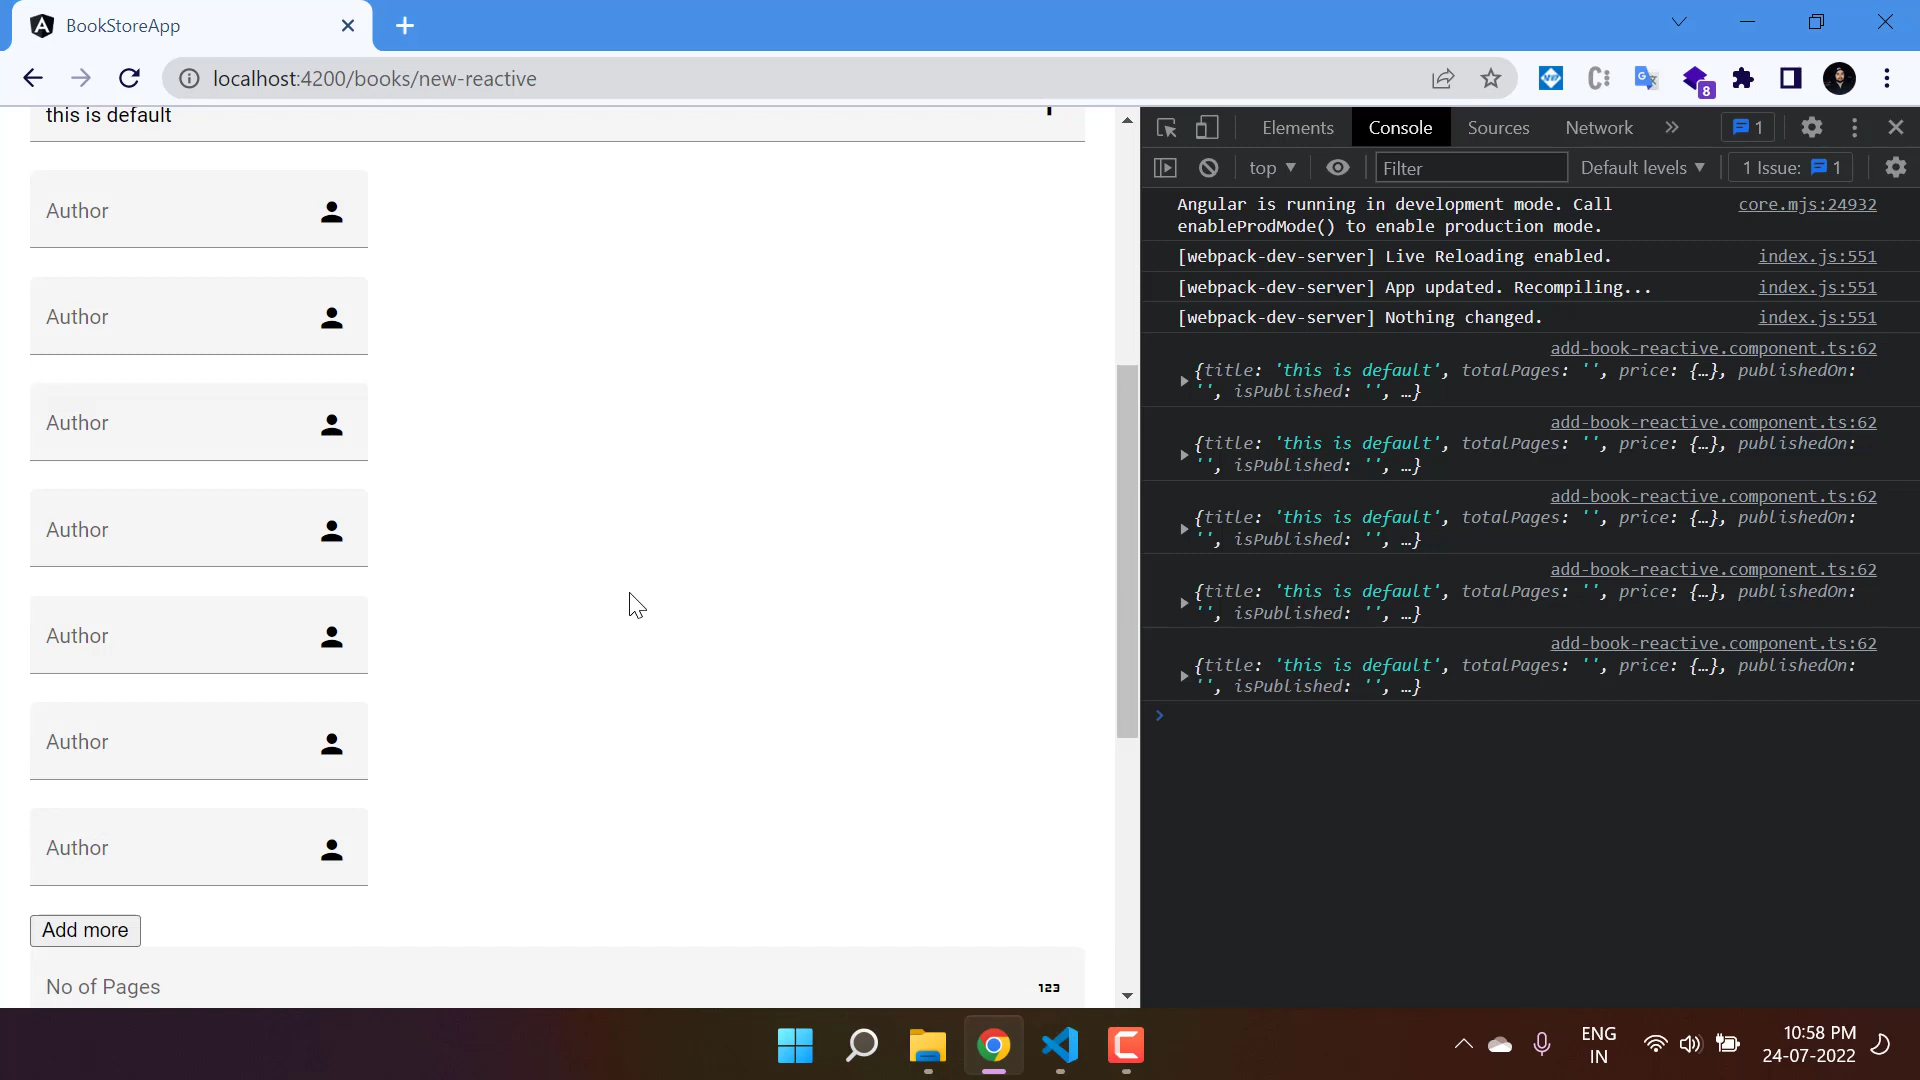 BookStoreApp
localhost:4200/books/new-reactive
8
this is default
Author
Author
Author
Author
Author
Author
Author
Add more
No of Pages
123
Elements
Console
Sources
Network
1
top
Filter
Default levels
1 Issue: 1
Angular is running in development mode. Call core.mjs:24932
enableProdMode() to enable production mode.
[webpack-dev-server] Live Reloading enabled. index.js:551
[webpack-dev-server] App updated. Recompiling... index.js:551
[webpack-dev-server] Nothing changed. index.js:551
add-book-reactive.component.ts:62
{title: 'this is default', totalPages: '', price: {…}, publishedOn:
'', isPublished: '', …}
add-book-reactive.component.ts:62
{title: 'this is default', totalPages: '', price: {…}, publishedOn:
'', isPublished: '', …}
add-book-reactive.component.ts:62
{title: 'this is default', totalPages: '', price: {…}, publishedOn:
'', isPublished: '', …}
add-book-reactive.component.ts:62
{title: 'this is default', totalPages: '', price: {…}, publishedOn:
'', isPublished: '', …}
add-book-reactive.component.ts:62
{title: 'this is default', totalPages: '', price: {…}, publishedOn:
'', isPublished: '', …}
ENG
IN
10:58 PM
24-07-2022